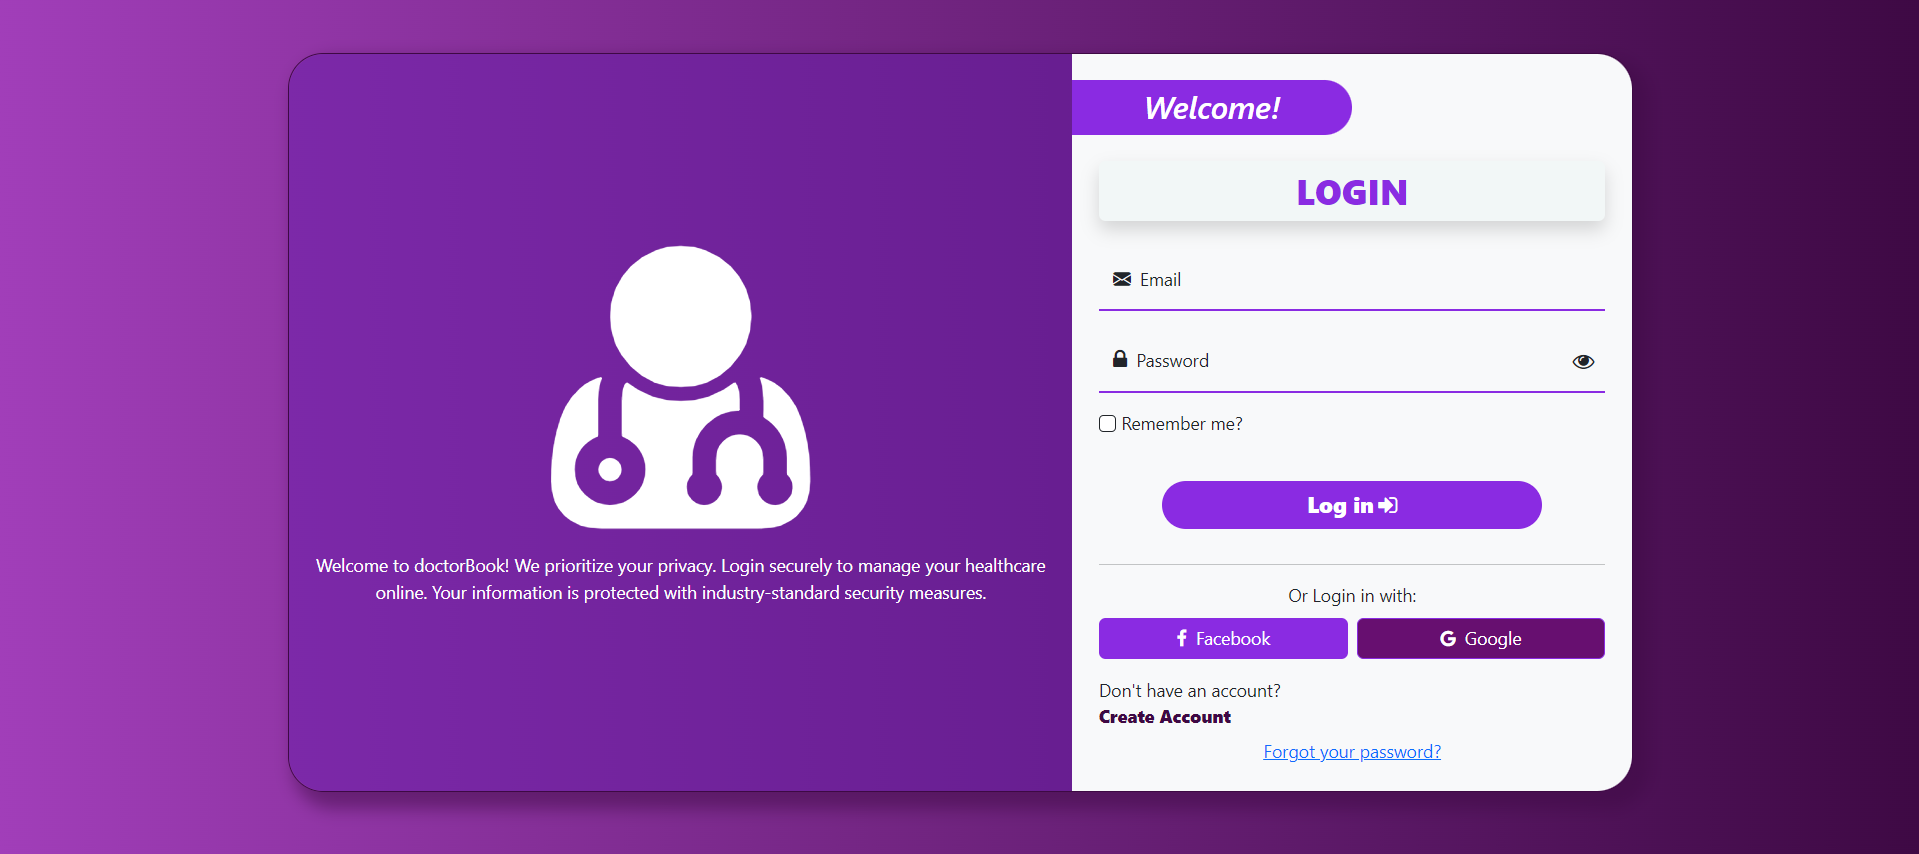 Welcome to doctorBook! We prioritize your privacy. Login securely to manage your healthcare
online. Your information is protected with industry-standard security measures.
Welcome!
LOGIN
Email
Password
Remember me?
Log in
Or Login in with:
Facebook
Google
Don't have an account?
Create Account
Forgot your password?